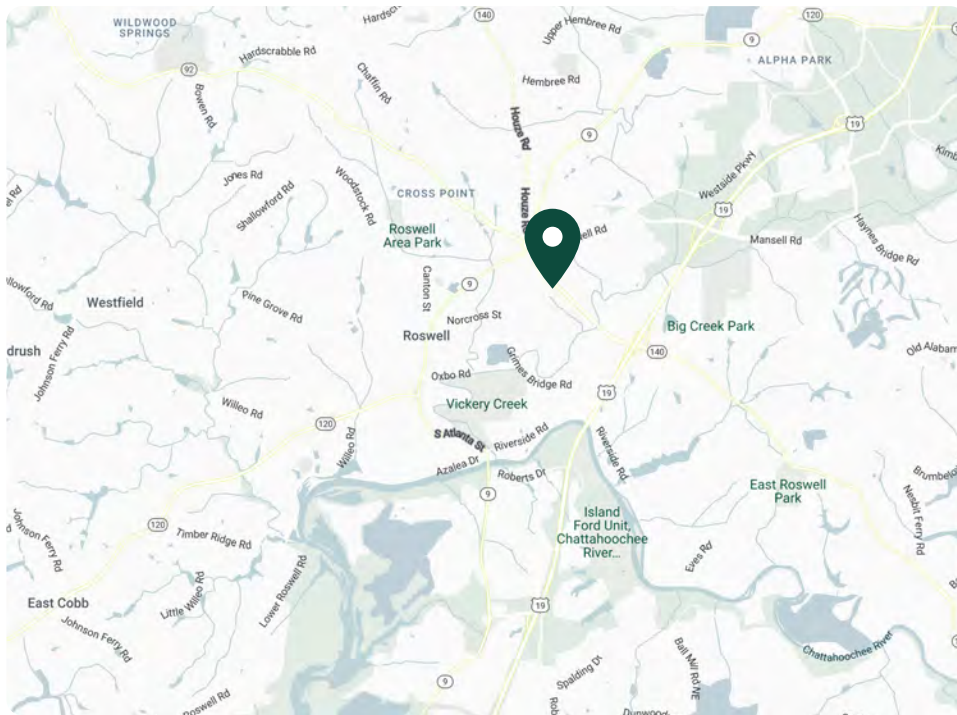 WILDWOOD
SPRINGS
Hardscrabble Rd
92
Bowen Rd
Chaffin Rd
140
Upper Hembree Rd
9
120
ALPHA PARK
Hembree Rd
Houze Rd
9
19
Westside Pkwy
Jones Rd
Shallowford Rd
Woodstock Rd
CROSS POINT
Houze Rd
19
Mansell Rd
Haynes Bridge Rd
Roswell
Area Park
Canton St
9
Westfield
Pine Grove Rd
Norcross St
Roswell
Big Creek Park
140
Johnson Ferry Rd
Oxbo Rd
Grimes Bridge Rd
19
Vickery Creek
Willeo Rd
120
Willeo Rd
S Atlanta St
Riverside Rd
Riverside Rd
Azalea Dr
Roberts Dr
9
East Roswell
Park
Nesbit Ferry Rd
Island
Ford Unit,
Chattahoochee
River...
120
Johnson Ferry Rd
Timber Ridge Rd
Eves Rd
Lower Roswell Rd
East Cobb
Little Willeo Rd
19
Johnson Ferry Rd
Chattahoochee River
9
Spalding Dr
Ball Mill Rd NE
Roswell Rd